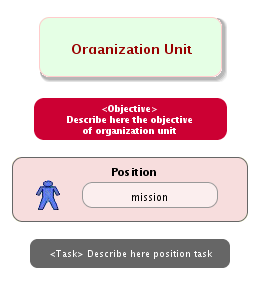 Organization Unit
<Objective>
Describe here the objective
of organization unit
Position
mission
<Task> Describe here position task